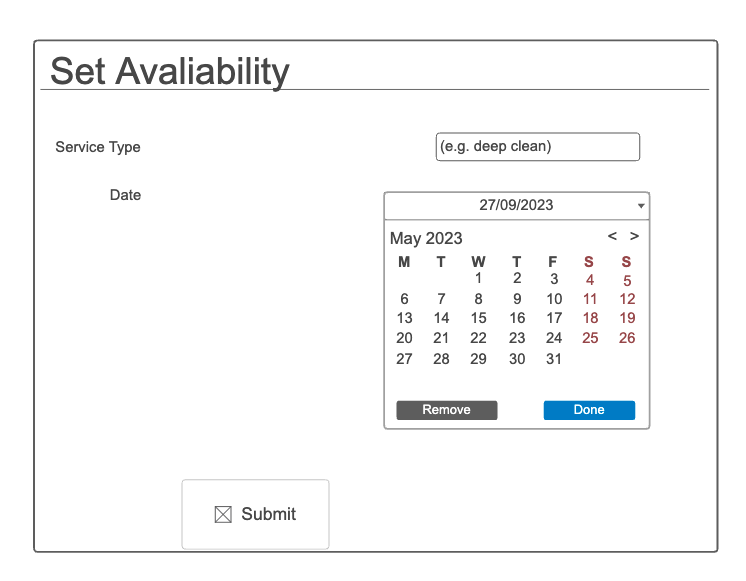 Set Avaliability
Service Type
(e.g. deep clean)
Date
27/09/2023
May 2023 < >
M T W T F S S
1 2 3 4 5
6 7 8 9 10 11 12
13 14 15 16 17 18 19
20 21 22 23 24 25 26
27 28 29 30 31
Remove Done
Submit